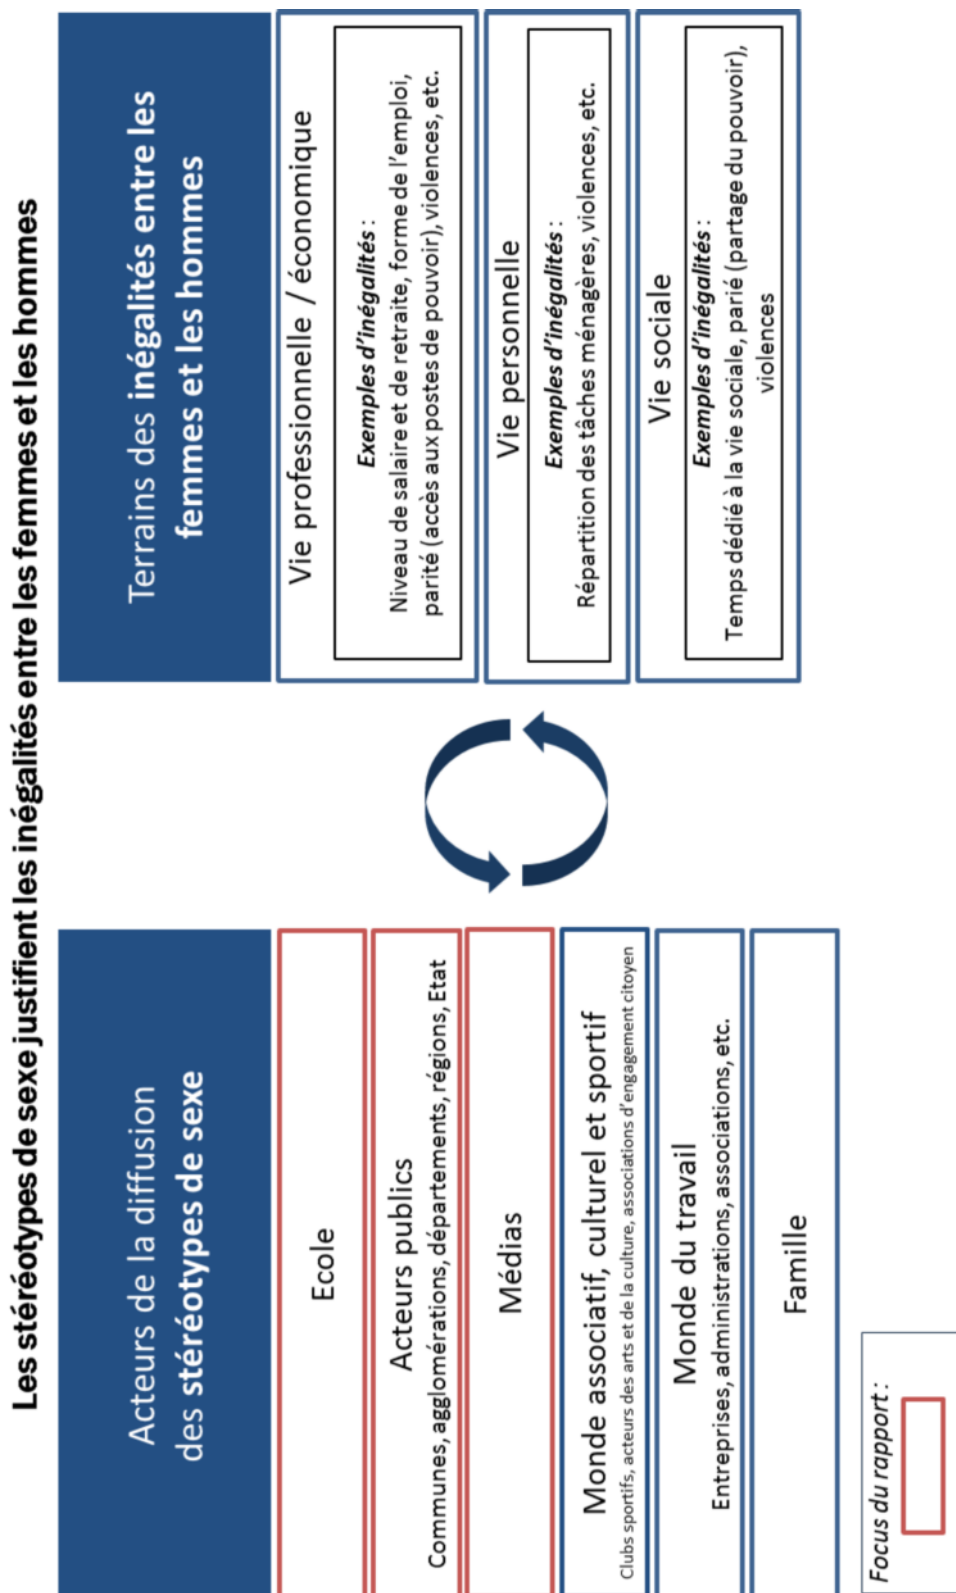 Les stéréotypes de sexe justifient les inégalités entre les femmes et les hommes
Acteurs de la diffusion
des stéréotypes de sexe
Ecole
Acteurs publics
Communes, agglomérations, départements, régions, Etat
Médias
Monde associatif, culturel et sportif
Clubs sportifs, acteurs des arts et de la culture, associations d'engagement citoyen
Monde du travail
Entreprises, administrations, associations, etc.
Famille
Terrains des inégalités entre les
femmes et les hommes
Vie professionnelle / économique
Exemples d'inégalités :
Niveau de salaire et de retraite, forme de l'emploi,
parité (accès aux postes de pouvoir), violences, etc.
Vie personnelle
Exemples d'inégalités :
Répartition des tâches ménagères, violences, etc.
Vie sociale
Exemples d'inégalités :
Temps dédié à la vie sociale, parié (partage du pouvoir),
violences
Focus du rapport :